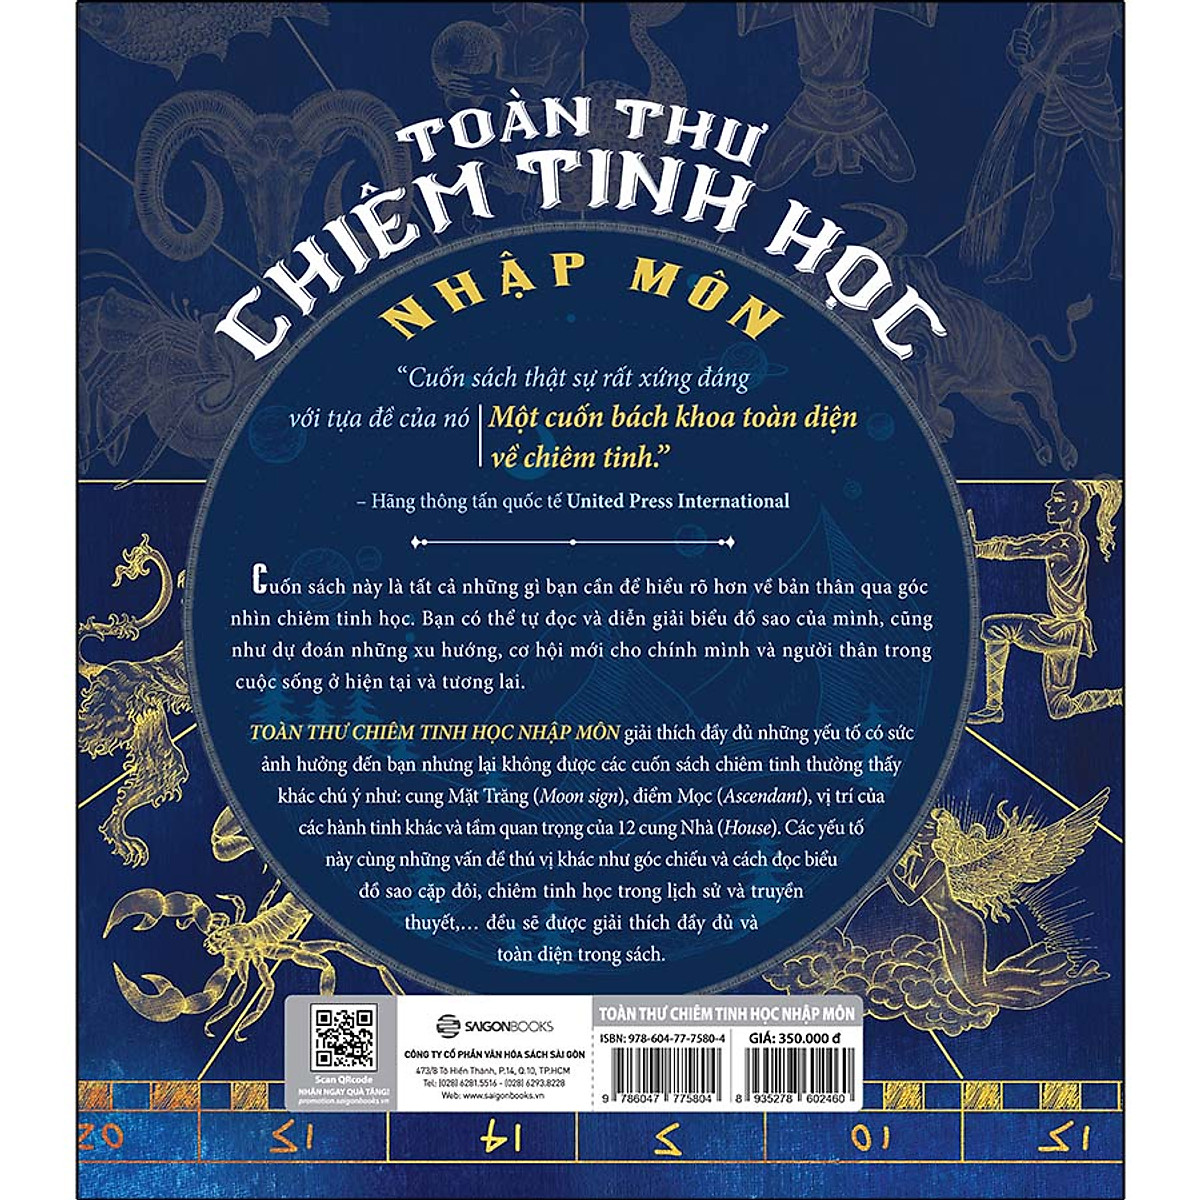 TOÀN THƯ
CHIÊM TINH HỌC
NHẬP MÔN
“Cuốn sách thật sự rất xứng đáng
với tựa đề của nó | Một cuốn bách khoa toàn diện
về chiêm tinh.”
– Hãng thông tấn quốc tế United Press International
Cuốn sách này là tất cả những gì bạn cần để hiểu rõ hơn về bản thân qua góc
nhìn chiêm tinh học. Bạn có thể tự đọc và diễn giải biểu đồ sao của mình, cũng
như dự đoán những xu hướng, cơ hội mới cho chính mình và người thân trong
cuộc sống ở hiện tại và tương lai.
TOÀN THƯ CHIÊM TINH HỌC NHẬP MÔN giải thích đầy đủ những yếu tố có sức
ảnh hưởng đến bạn nhưng lại không được các cuốn sách chiêm tinh thường thấy
khác chú ý như: cung Mặt Trăng (Moon sign), điểm Mọc (Ascendant), vị trí của
các hành tinh khác và tầm quan trọng của 12 cung Nhà (House). Các yếu tố
này cùng những vấn đề thú vị khác như góc chiếu và cách đọc biểu
đồ sao cặp đôi, chiêm tinh học trong lịch sử và truyền
thuyết,… đều sẽ được giải thích đầy đủ và
toàn diện trong sách.
Scan QRcode
NHẬN NGAY QUÀ TẶNG!
promotion.saigonbooks.vn
SAIGONBOOKS
CÔNG TY CỔ PHẦN VĂN HÓA SÁCH SÀI GÒN
473/8 Tô Hiến Thành, P.14, Q.10, TP.HCM
Tel: (028) 6281.5516 - (028) 6293.8228
Web: www.saigonbooks.vn
TOÀN THƯ CHIÊM TINH HỌC NHẬP MÔN
ISBN: 978-604-77-7580-4
GIÁ: 350.000 đ
9 786047 775804
8 935278 602460